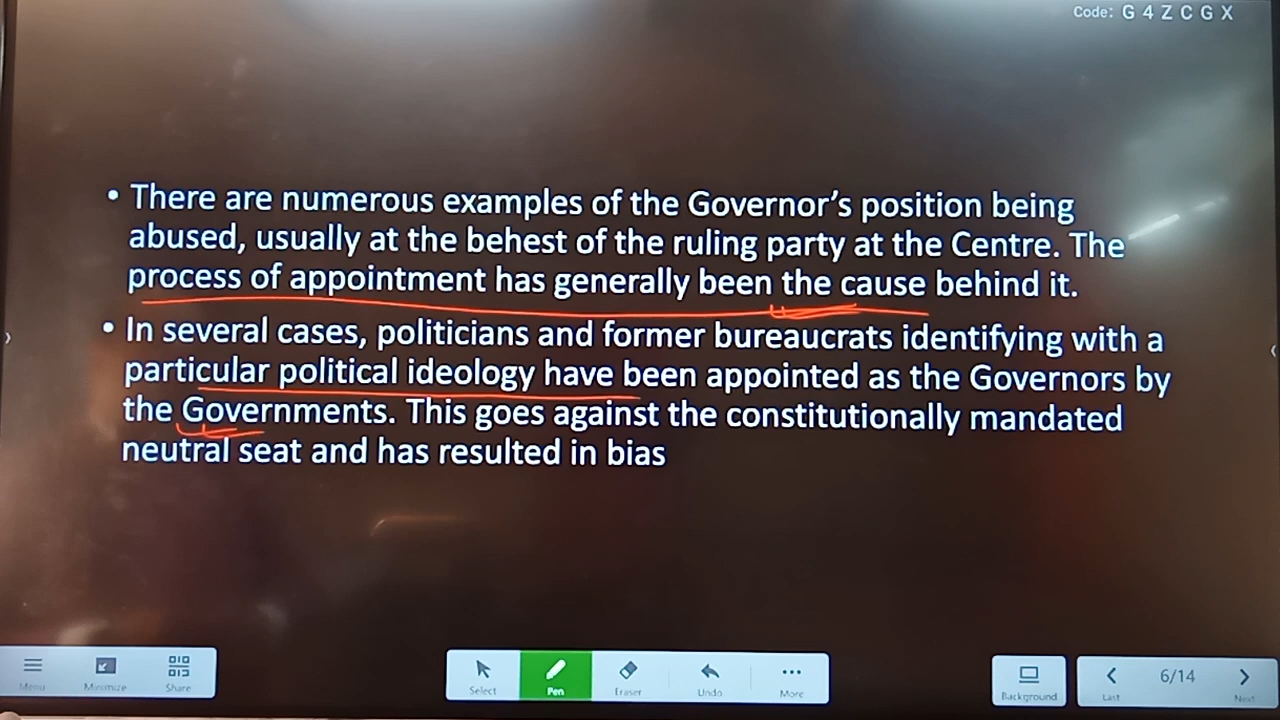 Code: G 4 Z C G X
• There are numerous examples of the Governor's position being
abused, usually at the behest of the ruling party at the Centre. The
process of appointment has generally been the cause behind it.
• In several cases, politicians and former bureaucrats identifying with a
particular political ideology have been appointed as the Governors by
the Governments. This goes against the constitutionally mandated
neutral seat and has resulted in bias
Menu
Minimize
Share
Select
Pen
Eraser
Undo
More
Background
Last
6/14
Next